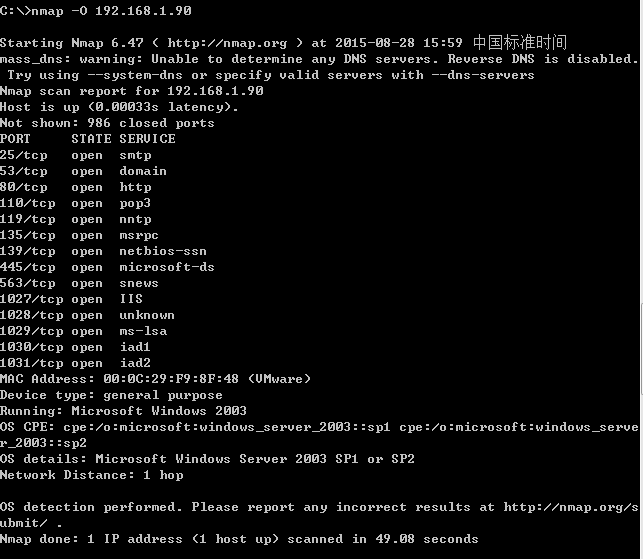 C:\>nmap -O 192.168.1.90
Starting Nmap 6.47 ( http://nmap.org ) at 2015-08-28 15:59 中国标准时间
mass_dns: warning: Unable to determine any DNS servers. Reverse DNS is disabled.
 Try using --system-dns or specify valid servers with --dns-servers
Nmap scan report for 192.168.1.90
Host is up (0.00033s latency).
Not shown: 986 closed ports
PORT     STATE SERVICE
25/tcp   open  smtp
53/tcp   open  domain
80/tcp   open  http
110/tcp  open  pop3
119/tcp  open  nntp
135/tcp  open  msrpc
139/tcp  open  netbios-ssn
445/tcp  open  microsoft-ds
563/tcp  open  snews
1027/tcp open  IIS
1028/tcp open  unknown
1029/tcp open  ms-lsa
1030/tcp open  iad1
1031/tcp open  iad2
MAC Address: 00:0C:29:F9:8F:48 (VMware)
Device type: general purpose
Running: Microsoft Windows 2003
OS CPE: cpe:/o:microsoft:windows_server_2003::sp1 cpe:/o:microsoft:windows_serve
r_2003::sp2
OS details: Microsoft Windows Server 2003 SP1 or SP2
Network Distance: 1 hop
OS detection performed. Please report any incorrect results at http://nmap.org/s
ubmit/ .
Nmap done: 1 IP address (1 host up) scanned in 49.08 seconds